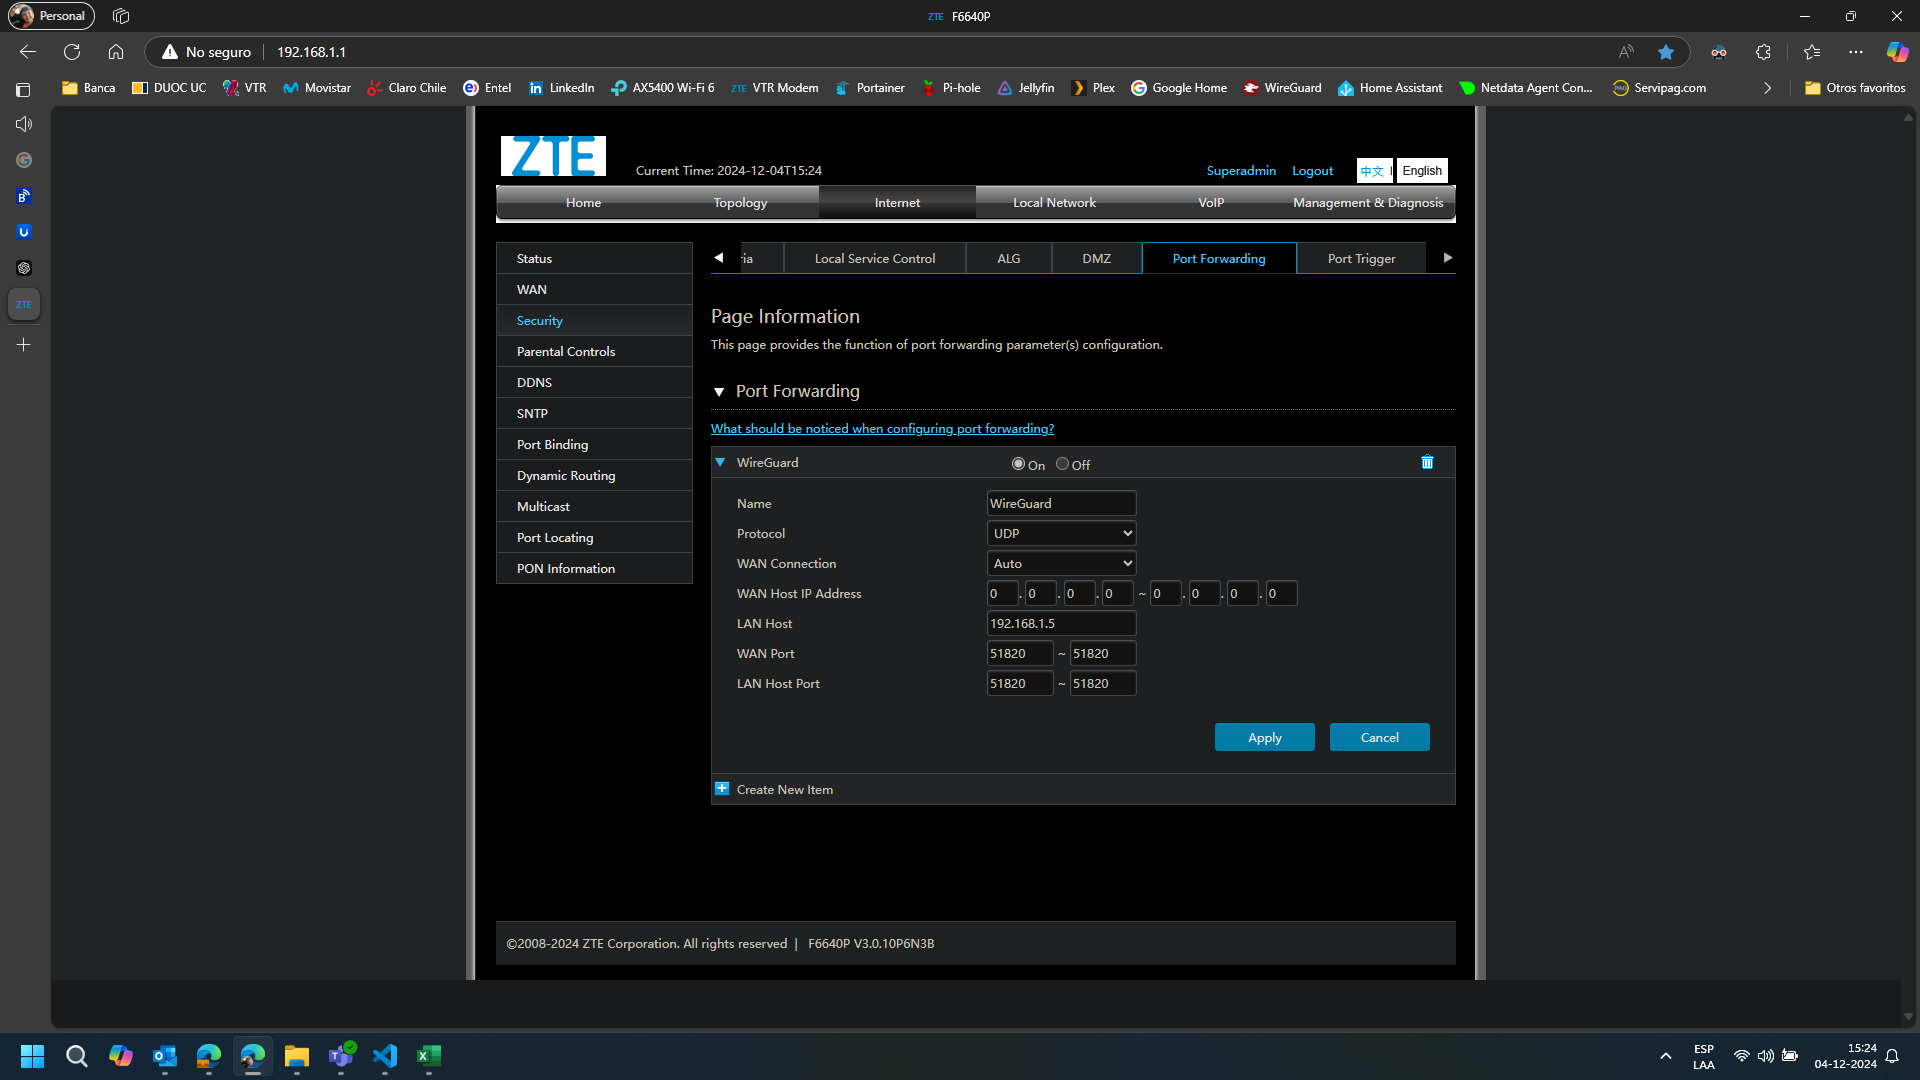 Personal
ZTE F6640P
No seguro
192.168.1.1
Banca
DUOC UC
VTR
Movistar
Claro Chile
Entel
LinkedIn
AX5400 Wi-Fi 6
ZTE VTR Modem
Portainer
Pi-hole
Jellyfin
Plex
Google Home
WireGuard
Home Assistant
Netdata Agent Con...
Servipag.com
Otros favoritos
ZTE
ZTE
Current Time: 2024-12-04T15:24
Superadmin
Logout
中文 |
English
Home
Topology
Internet
Local Network
VoIP
Management & Diagnosis
Status
WAN
Security
Parental Controls
DDNS
SNTP
Port Binding
Dynamic Routing
Multicast
Port Locating
PON Information
ria
Local Service Control
ALG
DMZ
Port Forwarding
Port Trigger
Page Information
This page provides the function of port forwarding parameter(s) configuration.
Port Forwarding
What should be noticed when configuring port forwarding?
WireGuard
On
Off
Name WireGuard
Protocol UDP
WAN Connection Auto
WAN Host IP Address 0 . 0 . 0 . 0 ~ 0 . 0 . 0 . 0
LAN Host 192.168.1.5
WAN Port 51820 ~ 51820
LAN Host Port 51820 ~ 51820
Apply
Cancel
Create New Item
©2008-2024 ZTE Corporation. All rights reserved | F6640P V3.0.10P6N3B
ESP
LAA
15:24
04-12-2024